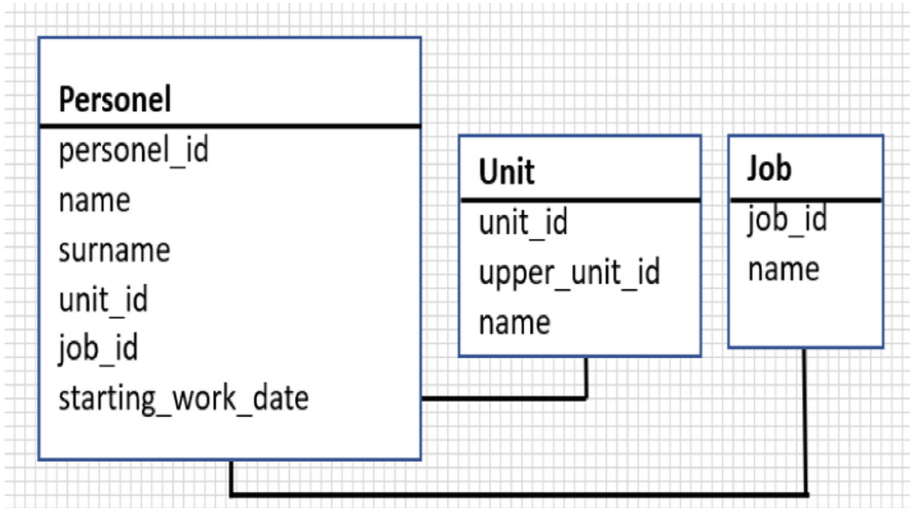 Personel
personel_id
name
surname
unit_id
job_id
starting_work_date
Unit
unit_id
upper_unit_id
name
Job
job_id
name